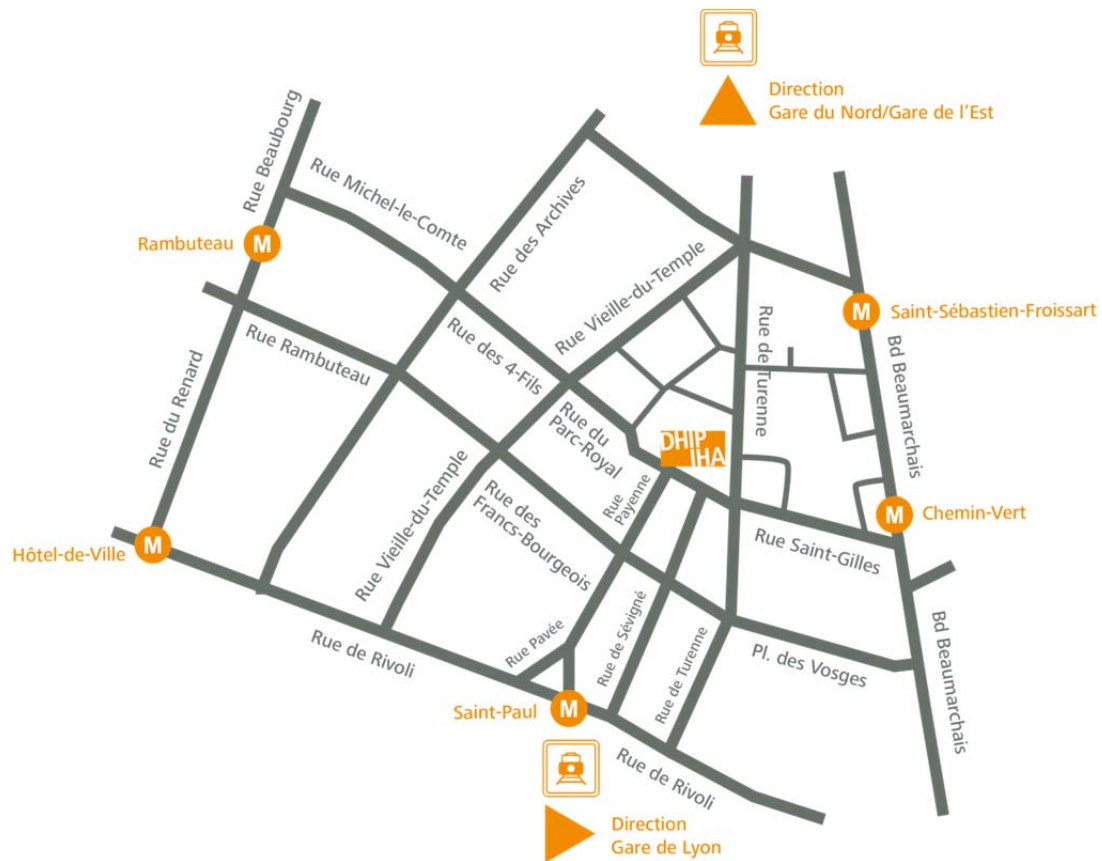 Direction
Gare du Nord/Gare de l'Est
Rue Beaubourg
Rue Michel-le-Comte
Rue des Archives
Rambuteau
M
Rue Vieille-du-Temple
M
Saint-Sébastien-Froissart
Rue Rambuteau
Rue des 4-Fils
Rue de Turenne
Bd Beaumarchais
Rue du Renard
Rue du
Parc-Royal
DHIP
IHA
Rue Vieille-du-Temple
Rue des
Francs-Bourgeois
Rue
Payenne
M
Chemin-Vert
Hôtel-de-Ville
M
Rue Saint-Gilles
Rue de Rivoli
Rue Pavée
Rue de Sévigné
Rue de Turenne
Pl. des Vosges
Bd Beaumarchais
Saint-Paul
M
Rue de Rivoli
Direction
Gare de Lyon